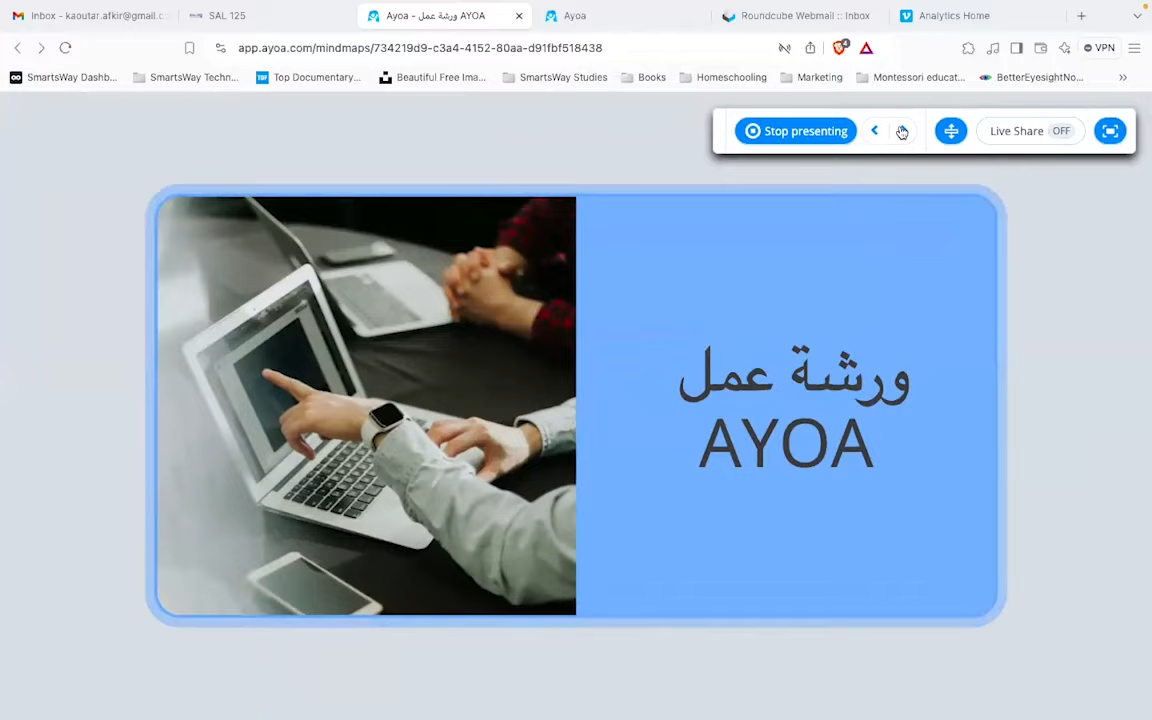 Inbox - kaoutar.afkir@gmail.c
SAL 125
Ayoa - ورشة عمل AYOA
Ayoa
Roundcube Webmail :: Inbox
Analytics Home
app.ayoa.com/mindmaps/734219d9-c3a4-4152-80aa-d91fbf518438
4
VPN
SmartsWay Dashb...
SmartsWay Techn...
Top Documentary...
Beautiful Free Ima...
SmartsWay Studies
Books
Homeschooling
Marketing
Montessori educat...
BetterEyesightNo...
Stop presenting
Live Share OFF
ورشة عمل
AYOA